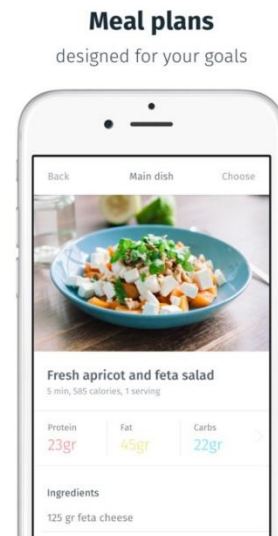 Meal plans
designed for your goals
Back Main dish Choose
Fresh apricot and feta salad
5 min, 585 calories, 1 serving
Protein Fat Carbs
23gr 45gr 22gr
Ingredients
125 gr feta cheese